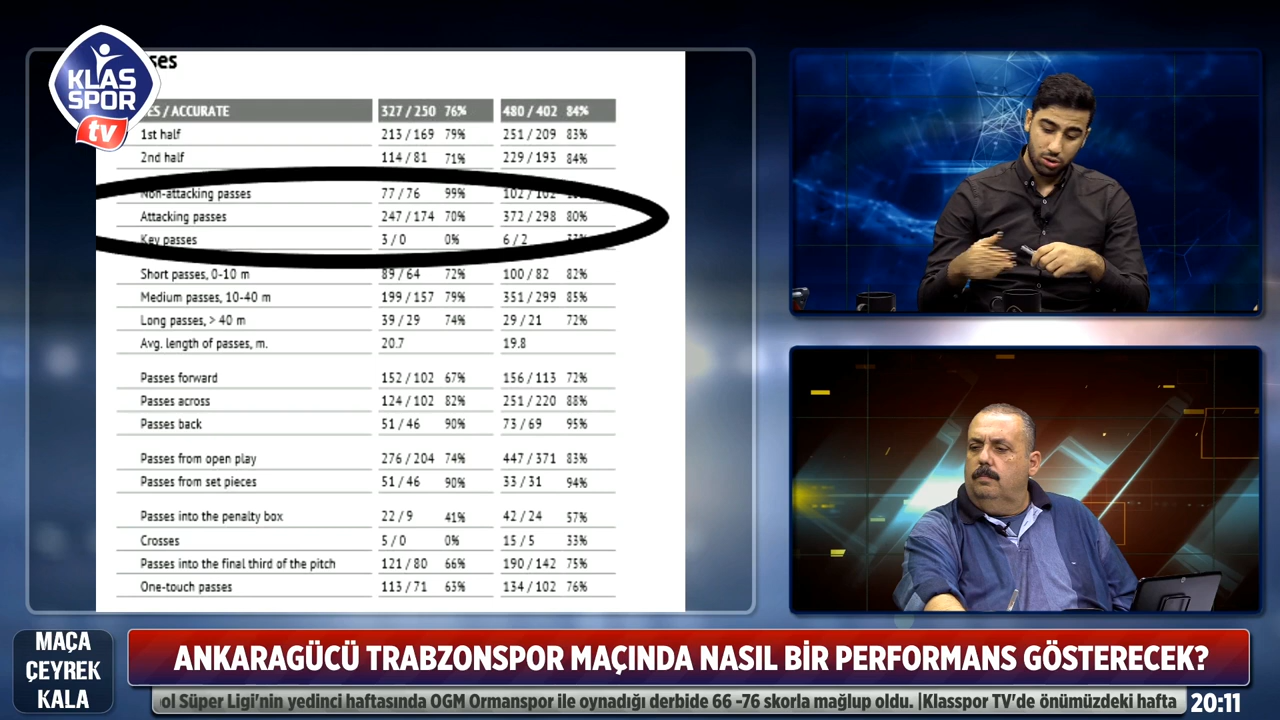 KLAS
SPOR
tv
ses
ES / ACCURATE 327 / 250 76% 480 / 402 84%
1st half 213 / 169 79% 251 / 209 83%
2nd half 114 / 81 71% 229 / 193 84%
Non-attacking passes 77 / 76 99% 102 / 102
Attacking passes 247 / 174 70% 372 / 298 80%
Key passes 3 / 0 0% 6 / 2 33%
Short passes, 0-10 m 89 / 64 72% 100 / 82 82%
Medium passes, 10-40 m 199 / 157 79% 351 / 299 85%
Long passes, > 40 m 39 / 29 74% 29 / 21 72%
Avg. length of passes, m. 20.7 19.8
Passes forward 152 / 102 67% 156 / 113 72%
Passes across 124 / 102 82% 251 / 220 88%
Passes back 51 / 46 90% 73 / 69 95%
Passes from open play 276 / 204 74% 447 / 371 83%
Passes from set pieces 51 / 46 90% 33 / 31 94%
Passes into the penalty box 22 / 9 41% 42 / 24 57%
Crosses 5 / 0 0% 15 / 5 33%
Passes into the final third of the pitch 121 / 80 66% 190 / 142 75%
One-touch passes 113 / 71 63% 134 / 102 76%
MAÇA
ÇEYREK
KALA
ANKARAGÜCÜ TRABZONSPOR MAÇINDA NASIL BİR PERFORMANS GÖSTERECEK?
ol Süper Ligi'nin yedinci haftasında OGM Ormanspor ile oynadığı derbide 66 -76 skorla mağlup oldu. |Klasspor TV'de önümüzdeki hafta
20:11